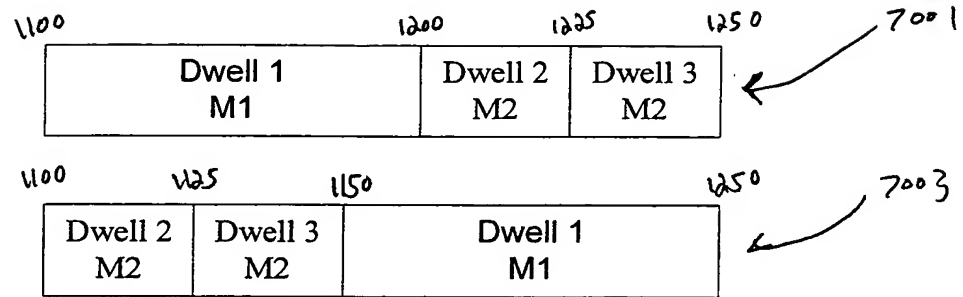 1100 1200 1225 1250 7001
Dwell 1 Dwell 2 Dwell 3
M1 M2 M2
1100 1125 1150 1250 7003
Dwell 2 Dwell 3 Dwell 1
M2 M2 M1